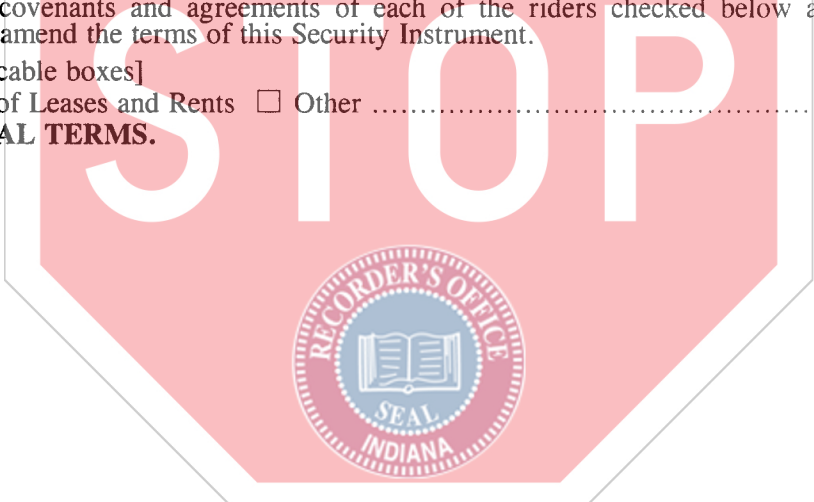 covenants and agreements of each of the riders checked below a
amend the terms of this Security Instrument.
cable boxes]
of Leases and Rents ☐ Other ................................................
AL TERMS.
STOP
RECORDER'S OFFICE
SEAL
INDIANA